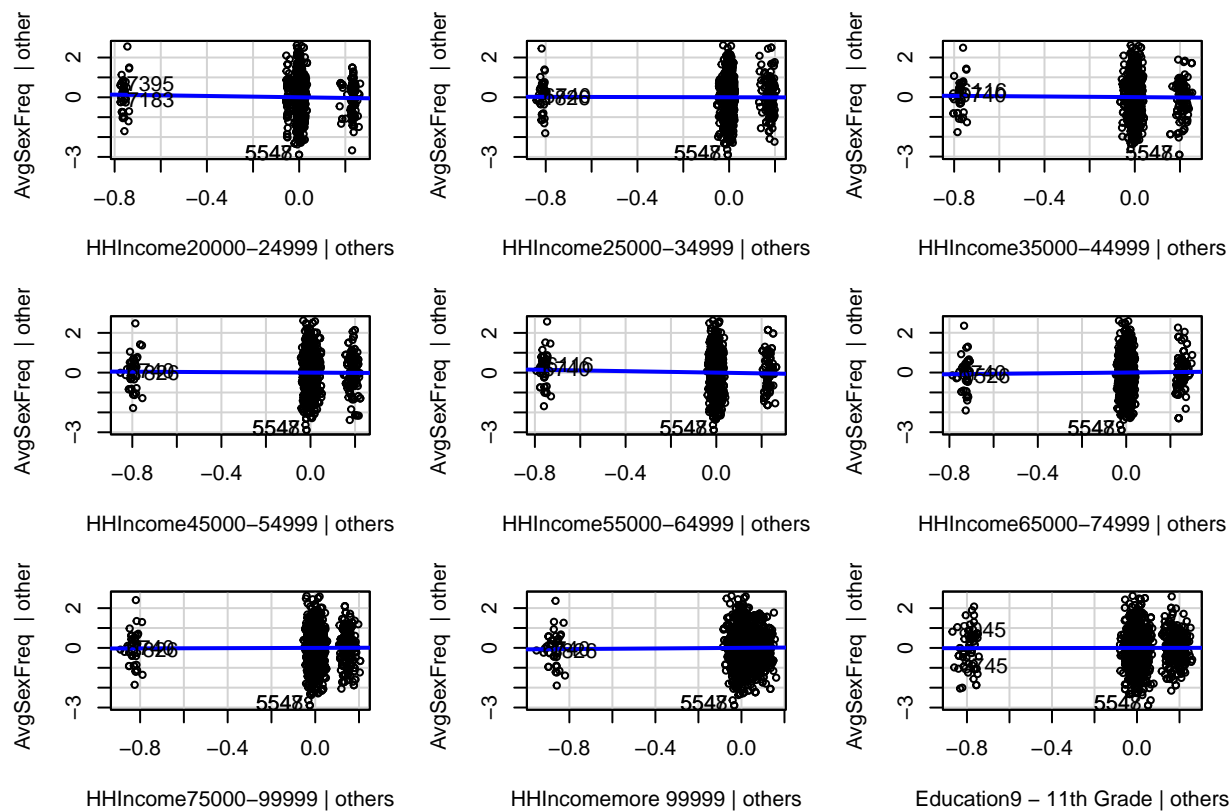 AvgSexFreq | other
2
0
−3
7395
7183
5547
−0.8 −0.4 0.0
HHIncome20000−24999 | others
AvgSexFreq | other
2
0
−3
−0.8 −0.4 0.0
HHIncome25000−34999 | others
AvgSexFreq | other
2
0
−3
−0.8 −0.4 0.0
HHIncome35000−44999 | others
AvgSexFreq | other
2
0
−3
−0.8 −0.4 0.0
HHIncome45000−54999 | others
AvgSexFreq | other
2
0
−3
−0.8 −0.4 0.0
HHIncome55000−64999 | others
AvgSexFreq | other
2
0
−3
−0.8 −0.4 0.0
HHIncome65000−74999 | others
AvgSexFreq | other
2
0
−3
−0.8 −0.4 0.0
HHIncome75000−99999 | others
AvgSexFreq | other
2
0
−3
−0.8 −0.4 0.0
HHIncomemore 99999 | others
AvgSexFreq | other
2
0
−3
−0.8 −0.4 0.0
Education9 − 11th Grade | others